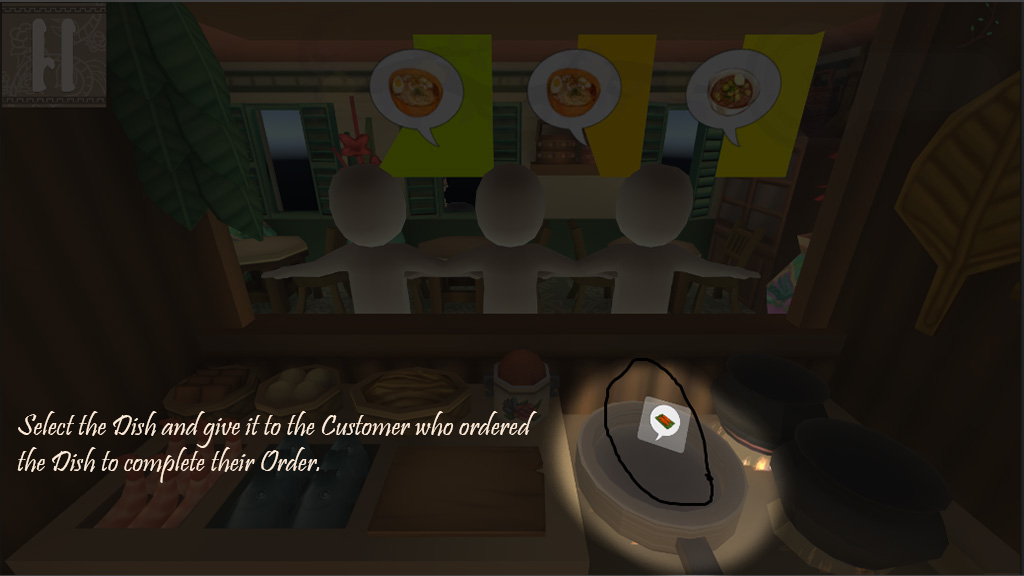 Select the Dish and give it to the Customer who ordered
the Dish to complete their Order.